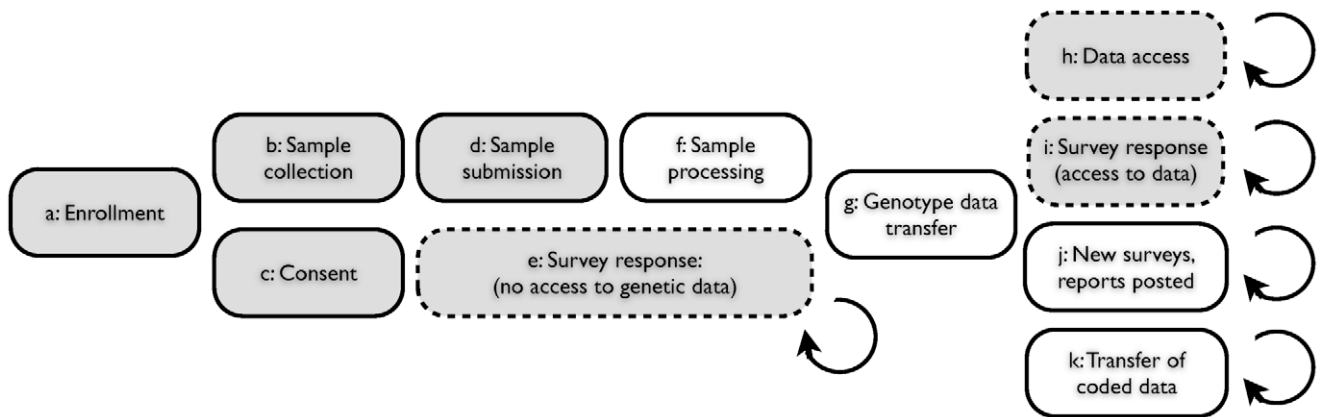 a: Enrollment
b: Sample
collection
c: Consent
d: Sample
submission
e: Survey response:
(no access to genetic data)
f: Sample
processing
g: Genotype data
transfer
h: Data access
i: Survey response
(access to data)
j: New surveys,
reports posted
k: Transfer of
coded data